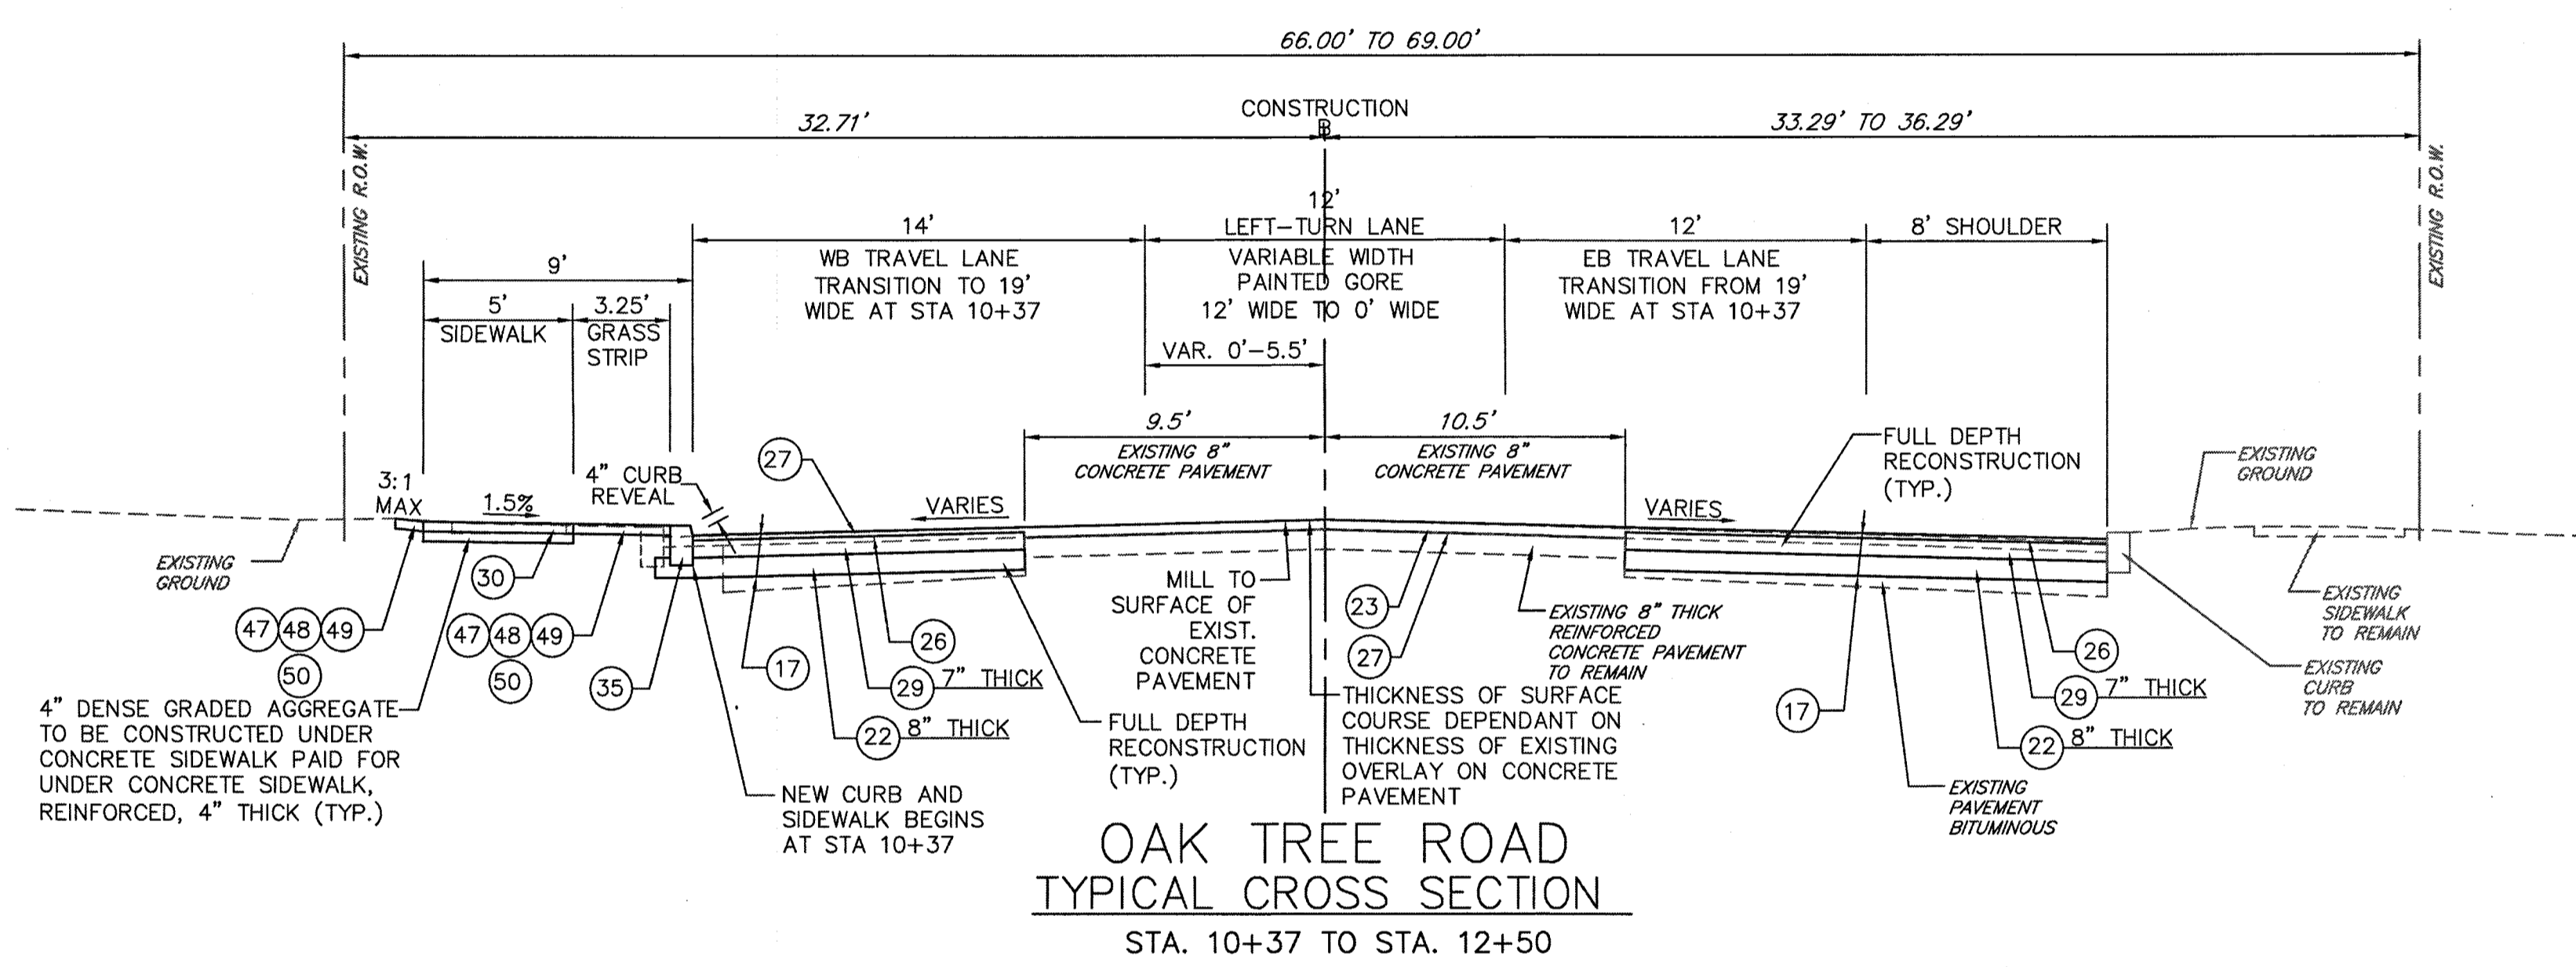 66.00' TO 69.00'
CONSTRUCTION
32.71'
33.29' TO 36.29'
EXISTING R.O.W.
EXISTING R.O.W.
12'
14'
LEFT-TURN LANE
12'
8' SHOULDER
WB TRAVEL LANE
TRANSITION TO 19'
WIDE AT STA 10+37
VARIABLE WIDTH
PAINTED GORE
12' WIDE TO 0' WIDE
EB TRAVEL LANE
TRANSITION FROM 19'
WIDE AT STA 10+37
9'
5'
SIDEWALK
3.25'
GRASS
STRIP
VAR. 0'-5.5'
9.5'
EXISTING 8"
CONCRETE PAVEMENT
10.5'
EXISTING 8"
CONCRETE PAVEMENT
FULL DEPTH
RECONSTRUCTION
(TYP.)
EXISTING
GROUND
27
4" CURB
REVEAL
3:1
MAX
1.5%
VARIES
VARIES
EXISTING
GROUND
30
47 48 49
50
47 48 49
50
35
17
26
29 7" THICK
22 8" THICK
MILL TO
SURFACE OF
EXIST.
CONCRETE
PAVEMENT
23
27
EXISTING 8" THICK
REINFORCED
CONCRETE PAVEMENT
TO REMAIN
EXISTING
SIDEWALK
TO REMAIN
26
EXISTING
CURB
TO REMAIN
29 7" THICK
17
22 8" THICK
4" DENSE GRADED AGGREGATE
TO BE CONSTRUCTED UNDER
CONCRETE SIDEWALK PAID FOR
UNDER CONCRETE SIDEWALK,
REINFORCED, 4" THICK (TYP.)
FULL DEPTH
RECONSTRUCTION
(TYP.)
THICKNESS OF SURFACE
COURSE DEPENDANT ON
THICKNESS OF EXISTING
OVERLAY ON CONCRETE
PAVEMENT
NEW CURB AND
SIDEWALK BEGINS
AT STA 10+37
EXISTING
PAVEMENT
BITUMINOUS
OAK TREE ROAD
TYPICAL CROSS SECTION
STA. 10+37 TO STA. 12+50